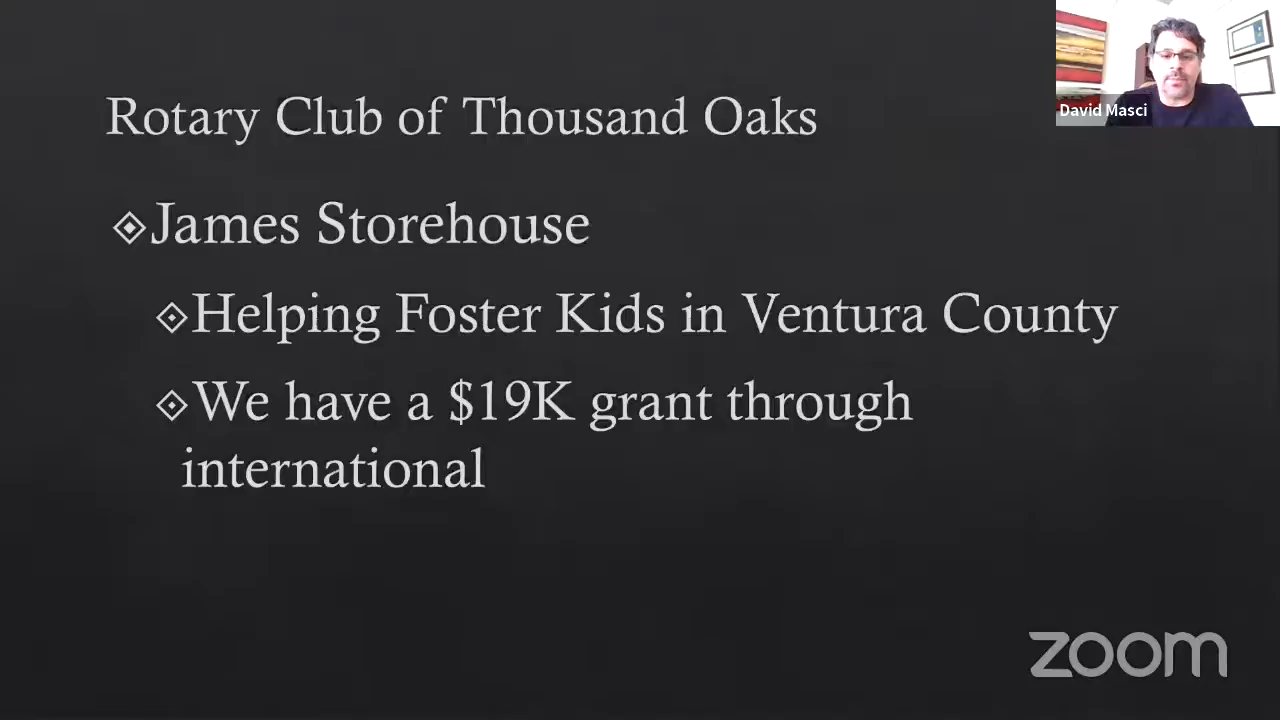 David Masci
Rotary Club of Thousand Oaks
James Storehouse
Helping Foster Kids in Ventura County
We have a $19K grant through
international
zoom